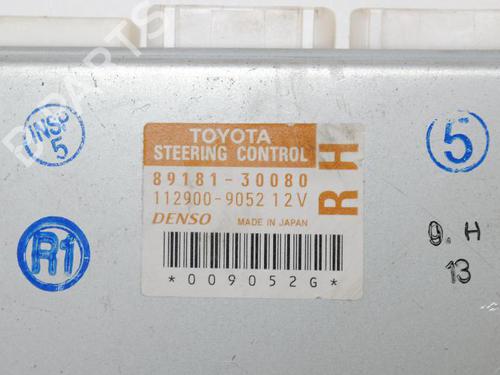 B PARTS
TOYOTA
STEERING CONTROL
89181-30080
112900-9052 12V
RH
DENSO MADE IN JAPAN
*009052G*
INSP
5
R1
5
9. H
13